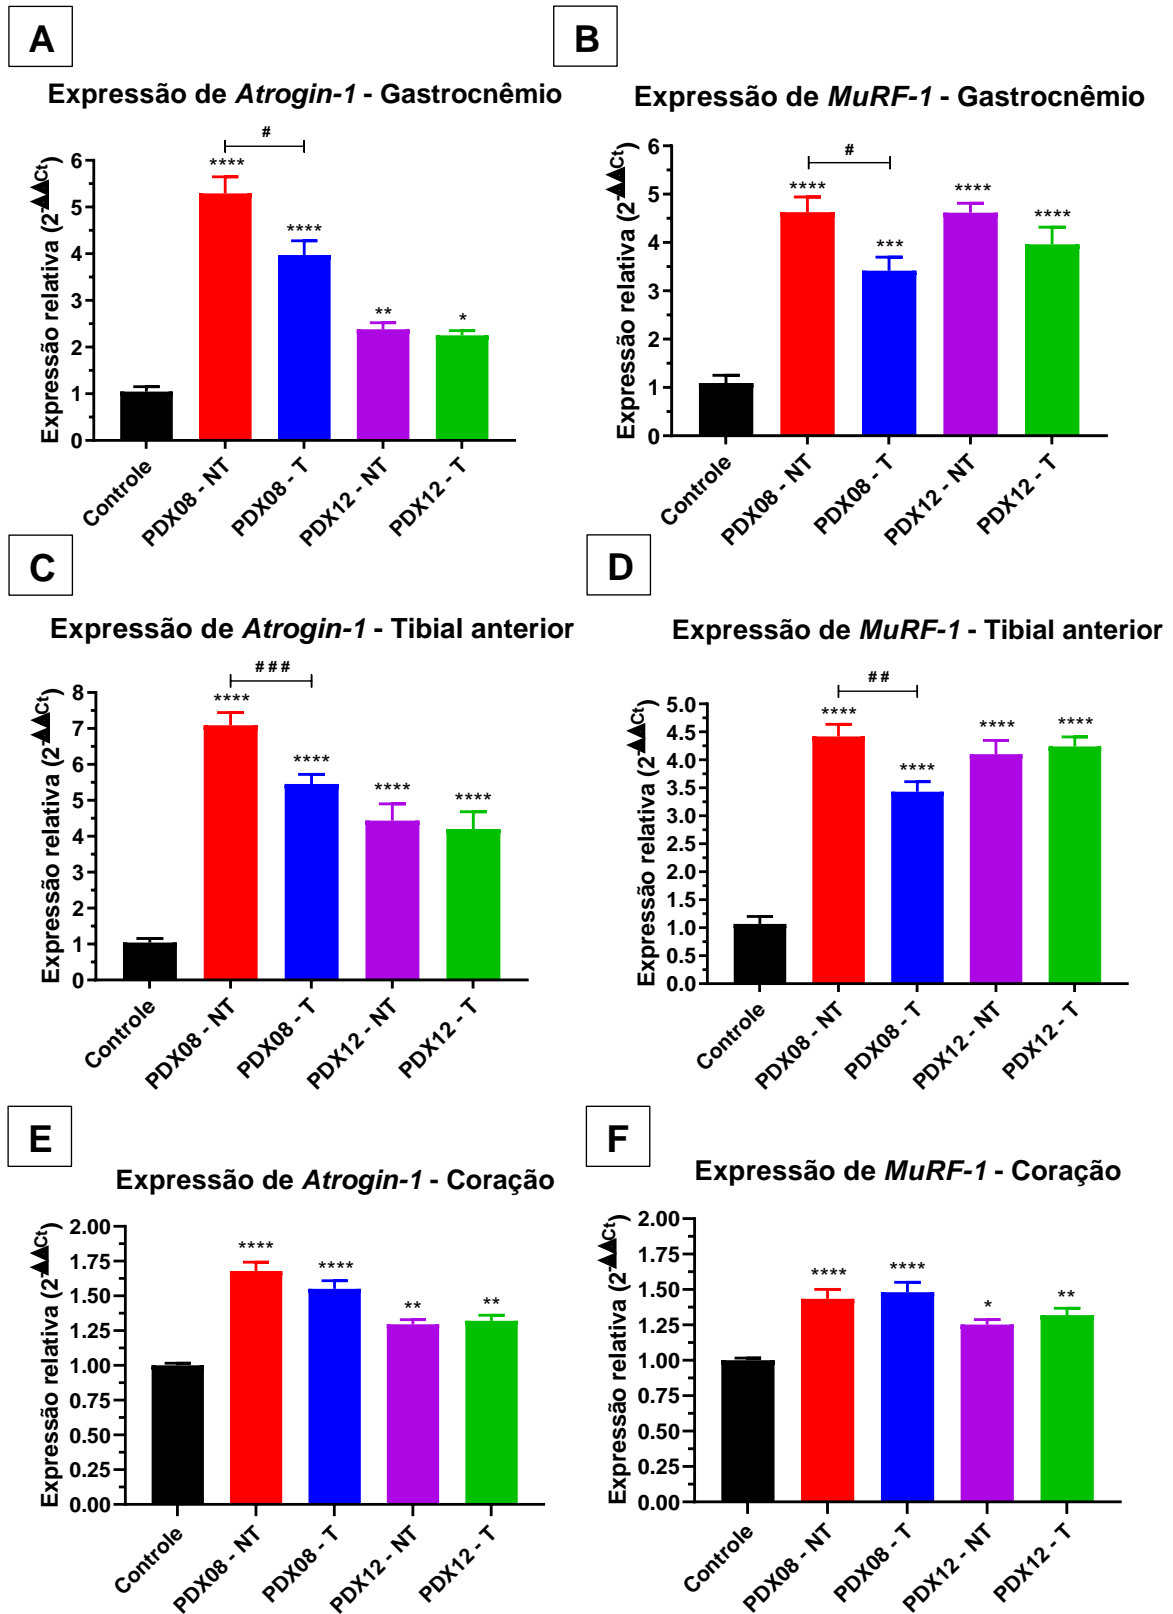 A
Expressão de Atrogin-1 - Gastrocnêmio
Expressão relativa (2-ΔΔCt)
6
5
4
3
2
1
0
****
#
****
**
*
Controle
PDX08 - NT
PDX08 - T
PDX12 - NT
PDX12 - T
B
Expressão de MuRF-1 - Gastrocnêmio
Expressão relativa (2-ΔΔCt)
6
5
4
3
2
1
0
****
#
***
****
****
Controle
PDX08 - NT
PDX08 - T
PDX12 - NT
PDX12 - T
C
Expressão de Atrogin-1 - Tibial anterior
Expressão relativa (2-ΔΔCt)
8
7
6
5
4
3
2
1
0
****
###
****
****
****
Controle
PDX08 - NT
PDX08 - T
PDX12 - NT
PDX12 - T
D
Expressão de MuRF-1 - Tibial anterior
Expressão relativa (2-ΔΔCt)
5.0
4.5
4.0
3.5
3.0
2.5
2.0
1.5
1.0
0.5
0.0
****
##
****
****
****
Controle
PDX08 - NT
PDX08 - T
PDX12 - NT
PDX12 - T
E
Expressão de Atrogin-1 - Coração
Expressão relativa (2-ΔΔCt)
2.00
1.75
1.50
1.25
1.00
0.75
0.50
0.25
0.00
****
****
**
**
Controle
PDX08 - NT
PDX08 - T
PDX12 - NT
PDX12 - T
F
Expressão de MuRF-1 - Coração
Expressão relativa (2-ΔΔCt)
2.00
1.75
1.50
1.25
1.00
0.75
0.50
0.25
0.00
****
****
*
**
Controle
PDX08 - NT
PDX08 - T
PDX12 - NT
PDX12 - T